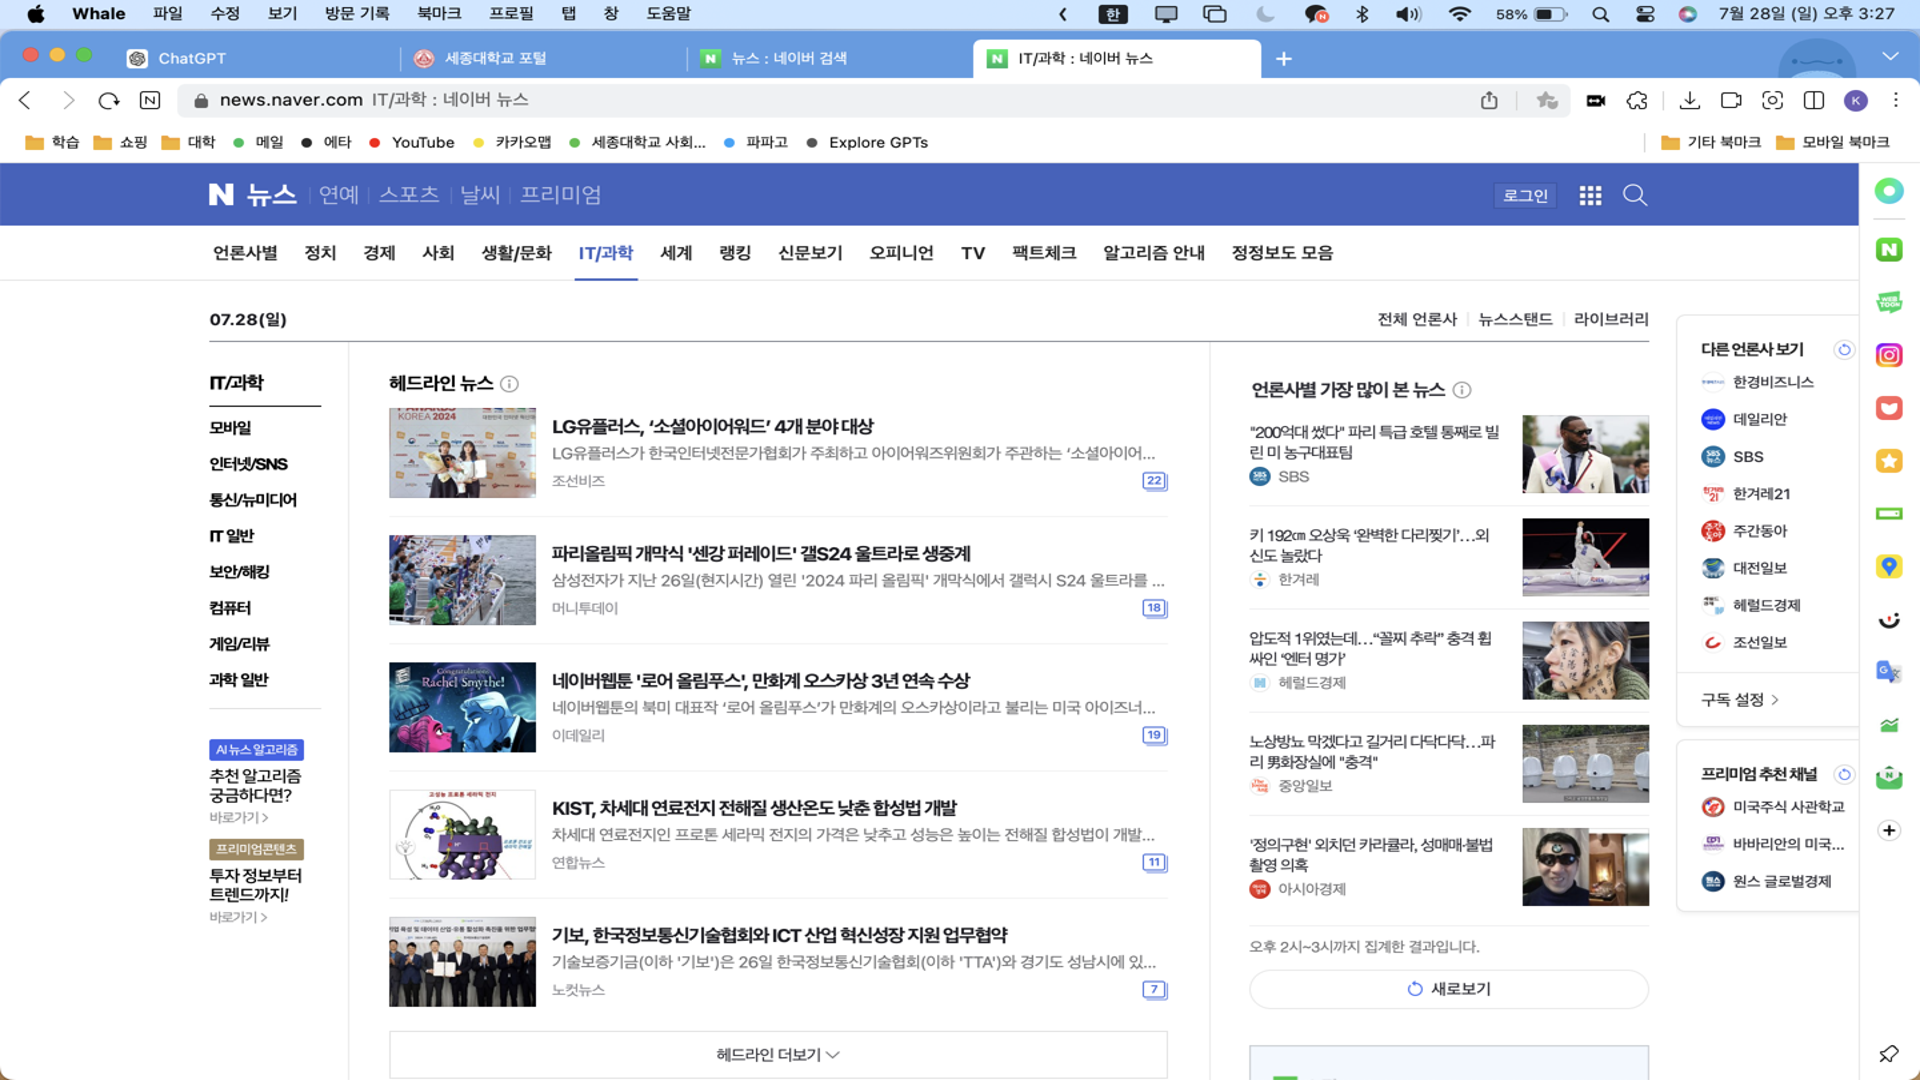 Whale 파일 수정 보기 방문 기록 북마크 프로필 탭 창 도움말 한 58% 7월 28일 (일) 오후 3:27
ChatGPT 세종대학교 포털 뉴스 : 네이버 검색 IT/과학 : 네이버 뉴스
news.naver.com IT/과학 : 네이버 뉴스
학습 쇼핑 대학 메일 에타 YouTube 카카오맵 세종대학교 사회... 파파고 Explore GPTs 기타 북마크 모바일 북마크
N 뉴스 연예 스포츠 날씨 프리미엄 로그인
언론사별 정치 경제 사회 생활/문화 IT/과학 세계 랭킹 신문보기 오피니언 TV 팩트체크 알고리즘 안내 정정보도 모음
07.28(일) 전체 언론사 뉴스스탠드 라이브러리
IT/과학
모바일
인터넷/SNS
통신/뉴미디어
IT 일반
보안/해킹
컴퓨터
게임/리뷰
과학 일반
AI 뉴스 알고리즘
추천 알고리즘
궁금하다면?
바로가기 >
프리미엄콘텐츠
투자 정보부터
트렌드까지!
바로가기 >
헤드라인 뉴스
KOREA 2024
LG유플러스, ‘소셜아이어워드’ 4개 분야 대상
LG유플러스가 한국인터넷전문가협회가 주최하고 아이어워즈위원회가 주관하는 ‘소셜아이어...
조선비즈 22
파리올림픽 개막식 '센강 퍼레이드' 갤S24 울트라로 생중계
삼성전자가 지난 26일(현지시간) 열린 '2024 파리 올림픽' 개막식에서 갤럭시 S24 울트라를 ...
머니투데이 18
Congratulations
Rachel Smythe!
네이버웹툰 '로어 올림푸스', 만화계 오스카상 3년 연속 수상
네이버웹툰의 북미 대표작 ‘로어 올림푸스’가 만화계의 오스카상이라고 불리는 미국 아이즈너...
이데일리 19
고성능 프로톤 세라믹 전지
KIST, 차세대 연료전지 전해질 생산온도 낮춘 합성법 개발
차세대 연료전지인 프로톤 세라믹 전지의 가격은 낮추고 성능은 높이는 전해질 합성법이 개발...
연합뉴스 11
기보, 한국정보통신기술협회와 ICT 산업 혁신성장 지원 업무협약
기술보증기금(이하 '기보')은 26일 한국정보통신기술협회(이하 'TTA')와 경기도 성남시에 있...
노컷뉴스 7
헤드라인 더보기
언론사별 가장 많이 본 뉴스
"200억대 썼다" 파리 특급 호텔 통째로 빌
린 미 농구대표팀
SBS
키 192㎝ 오상욱 ‘완벽한 다리찢기’…외
신도 놀랐다
한겨레
압도적 1위였는데…“꼴찌 추락” 충격 휩
싸인 ‘엔터 명가’
헤럴드경제
노상방뇨 막겠다고 길거리 다닥다닥…파
리 男화장실에 "충격"
중앙일보
'정의구현' 외치던 카라큘라, 성매매·불법
촬영 의혹
아시아경제
오후 2시~3시까지 집계한 결과입니다.
새로보기
다른 언론사 보기
한경비즈니스
데일리안
SBS
한겨레21
주간동아
대전일보
헤럴드경제
조선일보
구독 설정 >
프리미엄 추천 채널
미국주식 사관학교
바바리안의 미국...
원스 글로벌경제